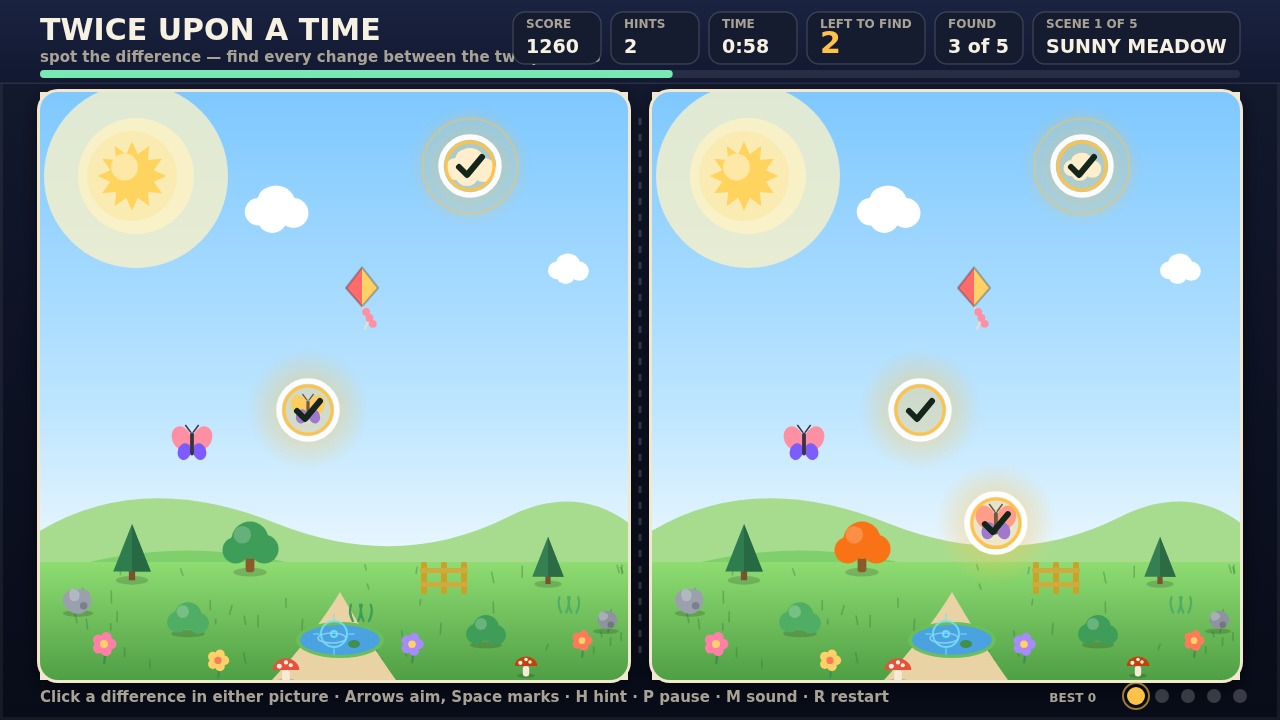 TWICE UPON A TIME
spot the difference — find every change between the tw
SCORE
1260
HINTS
2
TIME
0:58
LEFT TO FIND
2
FOUND
3 of 5
SCENE 1 OF 5
SUNNY MEADOW
Click a difference in either picture · Arrows aim, Space marks · H hint · P pause · M sound · R restart
BEST 0